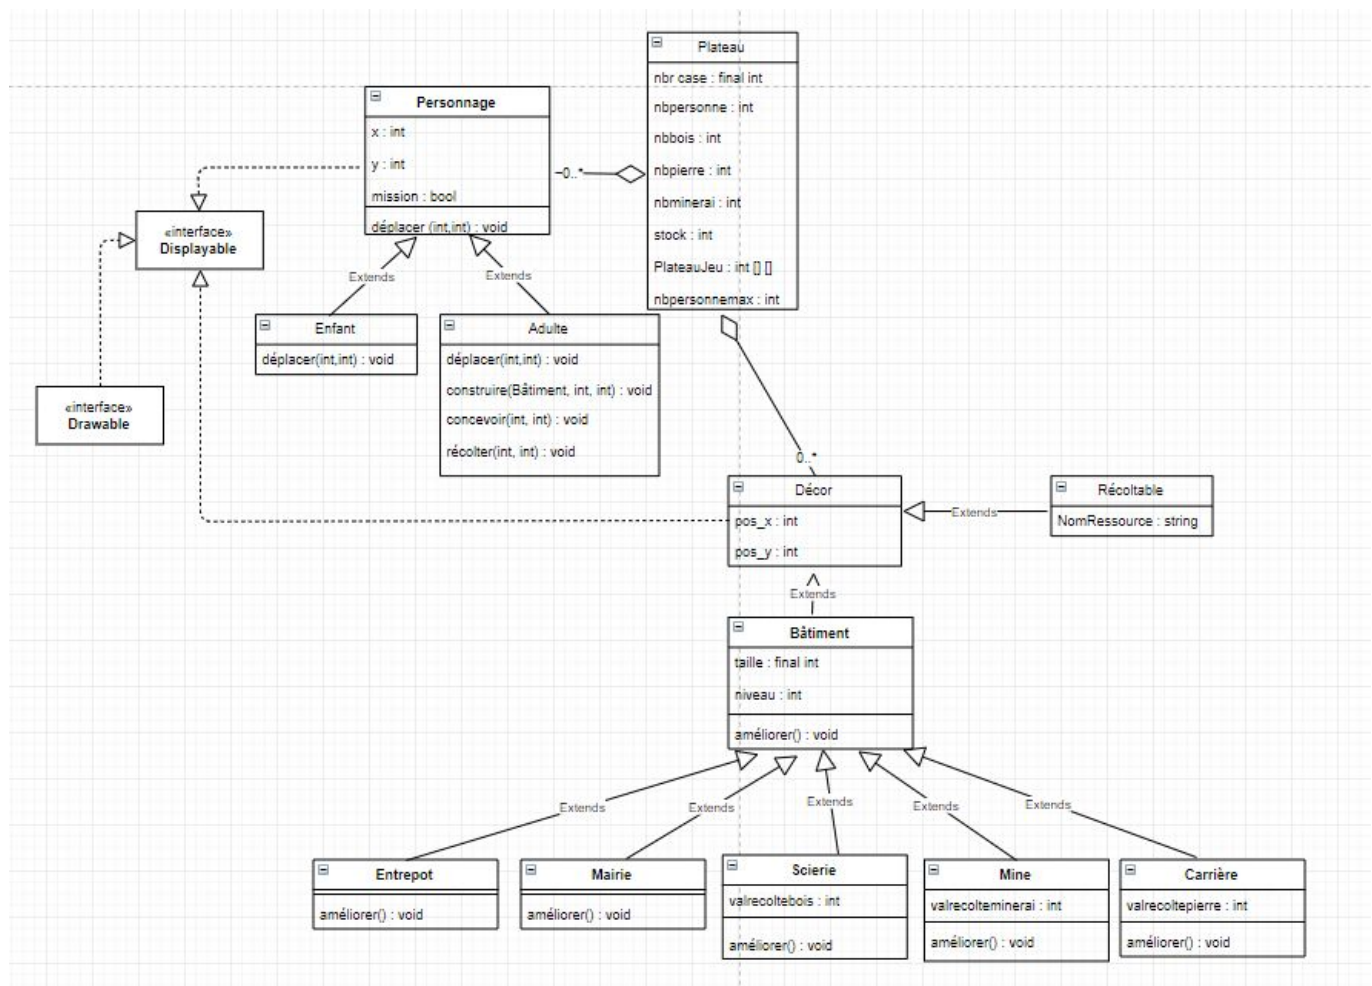 Plateau
nbr case : final int
nbpersonne : int
nbbois : int
nbpierre : int
nbminerai : int
stock : int
PlateauJeu : int [] []
nbpersonnemax : int
Personnage
x : int
y : int
mission : bool
déplacer (int,int) : void
0..*
«interface»
Displayable
Extends
Extends
Enfant
déplacer(int,int) : void
Adulte
déplacer(int,int) : void
construire(Bâtiment, int, int) : void
concevoir(int, int) : void
récolter(int, int) : void
«interface»
Drawable
0..*
Décor
pos_x : int
pos_y : int
Extends
Récoltable
NomRessource : string
Extends
Bâtiment
taille : final int
niveau : int
améliorer() : void
Extends
Extends
Extends
Extends
Extends
Entrepot
améliorer() : void
Mairie
améliorer() : void
Scierie
valrecoltebois : int
améliorer() : void
Mine
valrecolteminerai : int
améliorer() : void
Carrière
valrecoltepierre : int
améliorer() : void